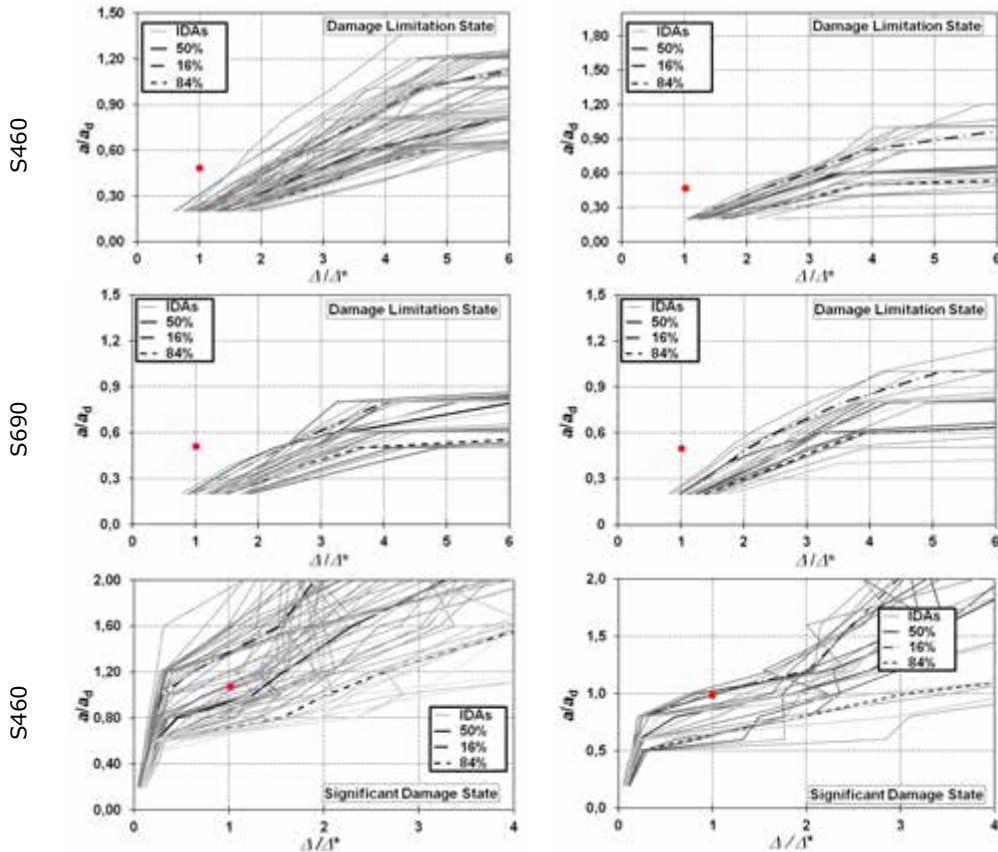 S460
1,50
1,20
0,90
0,60
0,30
0,00
a/a_d
Damage Limitation State
IDAs
50%
16%
84%
0 1 2 3 4 5 6
Δ/Δ*
1,80
1,50
1,20
0,90
0,60
0,30
0,00
a/a_d
Damage Limitation State
IDAs
50%
16%
84%
0 1 2 3 4 5 6
Δ/Δ*
S690
1,5
1,2
0,9
0,6
0,3
0,0
a/a_d
Damage Limitation State
IDAs
50%
16%
84%
0 1 2 3 4 5 6
Δ/Δ*
1,5
1,2
0,9
0,6
0,3
0,0
a/a_d
Damage Limitation State
IDAs
50%
16%
84%
0 1 2 3 4 5 6
Δ/Δ*
S460
2,00
1,60
1,20
0,80
0,40
0,00
a/a_d
IDAs
50%
16%
84%
Significant Damage State
0 1 2 3 4
Δ/Δ*
2,0
1,5
1,0
0,5
0,0
a/a_d
IDAs
50%
16%
84%
Significant Damage State
0 1 2 3 4
Δ/Δ*